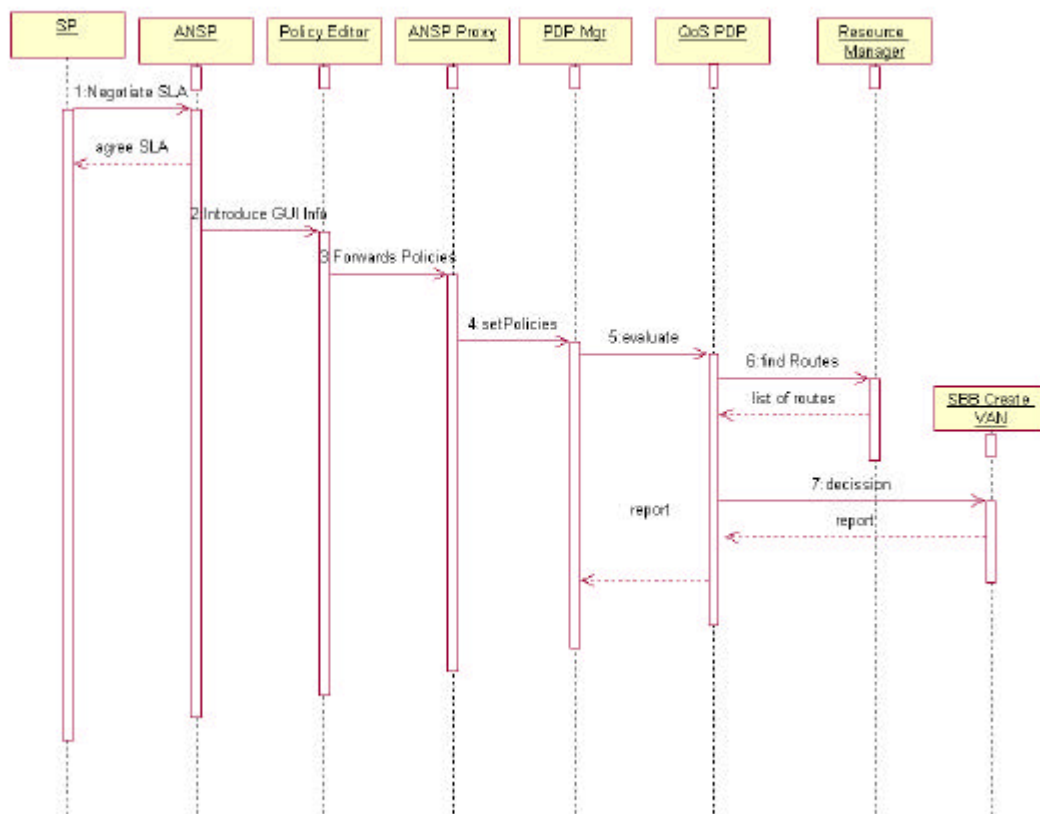 SP
ANSP
Policy Editor
ANSP Proxy
PDP Mgr
QoS PDP
Resource
Manager
1:Negotiate SLA
agree SLA
2:Introduce GUI Info
3:Forwards Policies
4:setPolicies
5:evaluate
6:find Routes
list of routes
SBB Create
VAN
7:decission
report
report